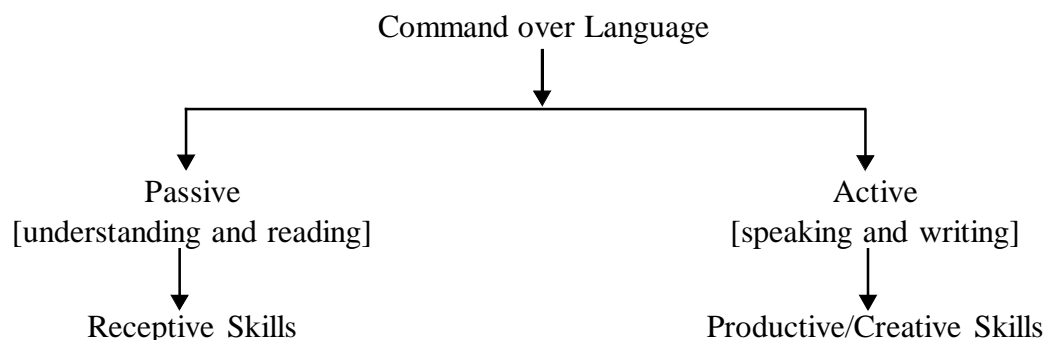 Command over Language
Passive
Active
[understanding and reading]
[speaking and writing]
Receptive Skills
Productive/Creative Skills